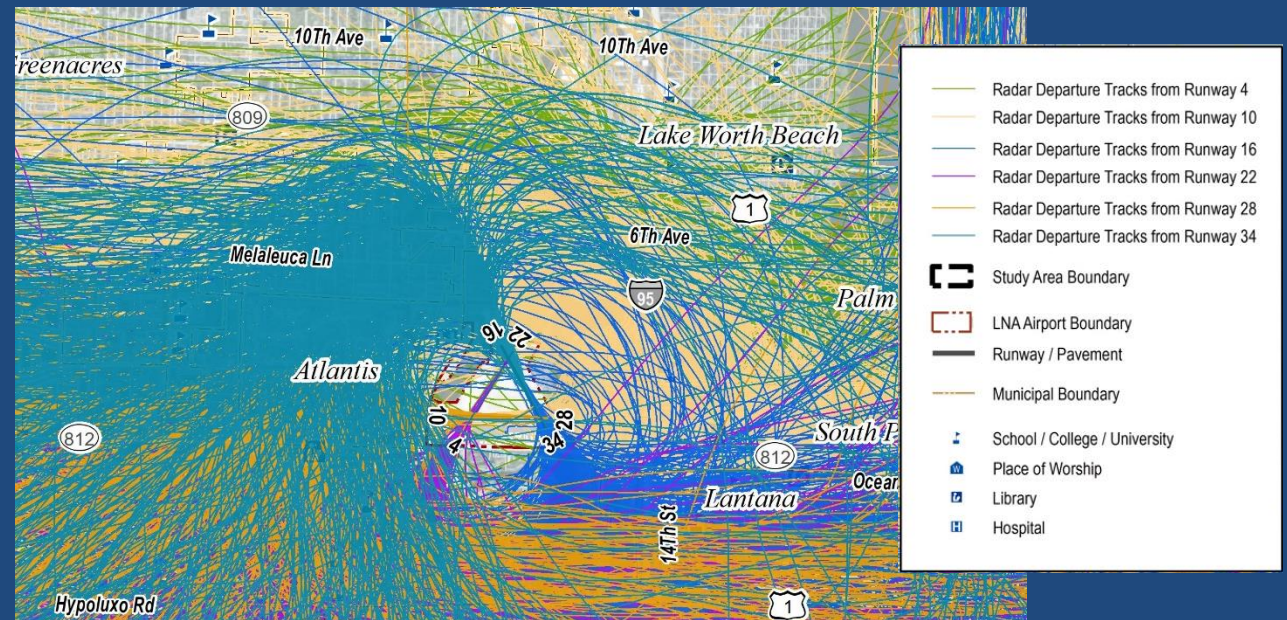 10Th Ave
10Th Ave
reenacres
809
Lake Worth Beach
1
6Th Ave
Melaleuca Ln
95
Palm
16
22
Atlantis
10
28
4
34
812
South P
812
Ocean
Lantana
14Th St
Hypoluxo Rd
1
Radar Departure Tracks from Runway 4
Radar Departure Tracks from Runway 10
Radar Departure Tracks from Runway 16
Radar Departure Tracks from Runway 22
Radar Departure Tracks from Runway 28
Radar Departure Tracks from Runway 34
Study Area Boundary
LNA Airport Boundary
Runway / Pavement
Municipal Boundary
School / College / University
W Place of Worship
Library
H Hospital